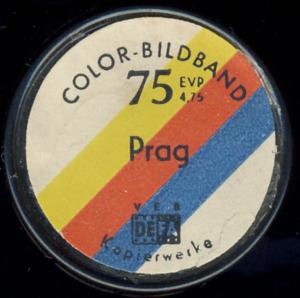 COLOR-BILDBAND
75 EVP 4,75
Prag
VEB
DEFA
Kopierwerke